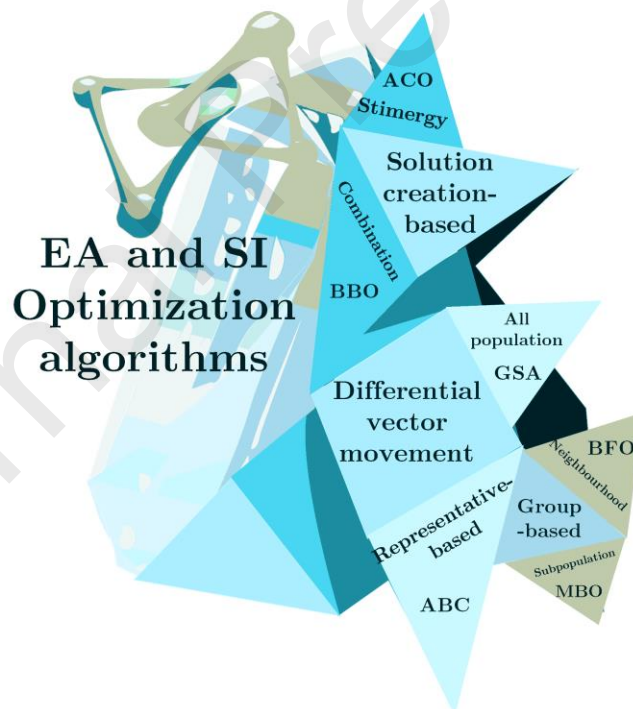 ACO
Stimergy
Solution
creation-
based
Combination
BBO
EA and SI
Optimization
algorithms
All
population
GSA
Differential
vector
movement
BFO
Neighbourhood
Group
-based
Representative-
based
Subpopulation
MBO
ABC